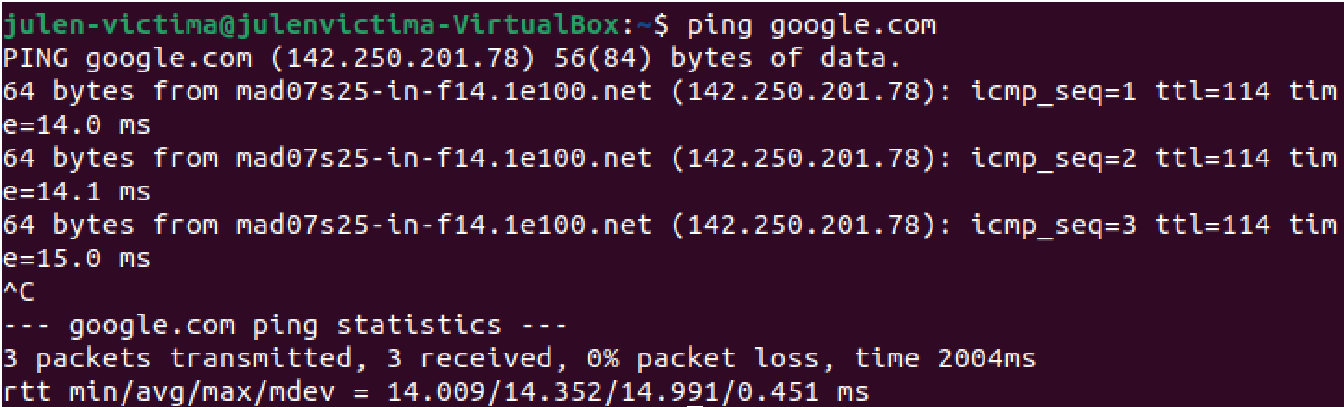 julen-victima@julenvictima-VirtualBox:~$ ping google.com
PING google.com (142.250.201.78) 56(84) bytes of data.
64 bytes from mad07s25-in-f14.1e100.net (142.250.201.78): icmp_seq=1 ttl=114 tim
e=14.0 ms
64 bytes from mad07s25-in-f14.1e100.net (142.250.201.78): icmp_seq=2 ttl=114 tim
e=14.1 ms
64 bytes from mad07s25-in-f14.1e100.net (142.250.201.78): icmp_seq=3 ttl=114 tim
e=15.0 ms
^C
--- google.com ping statistics ---
3 packets transmitted, 3 received, 0% packet loss, time 2004ms
rtt min/avg/max/mdev = 14.009/14.352/14.991/0.451 ms